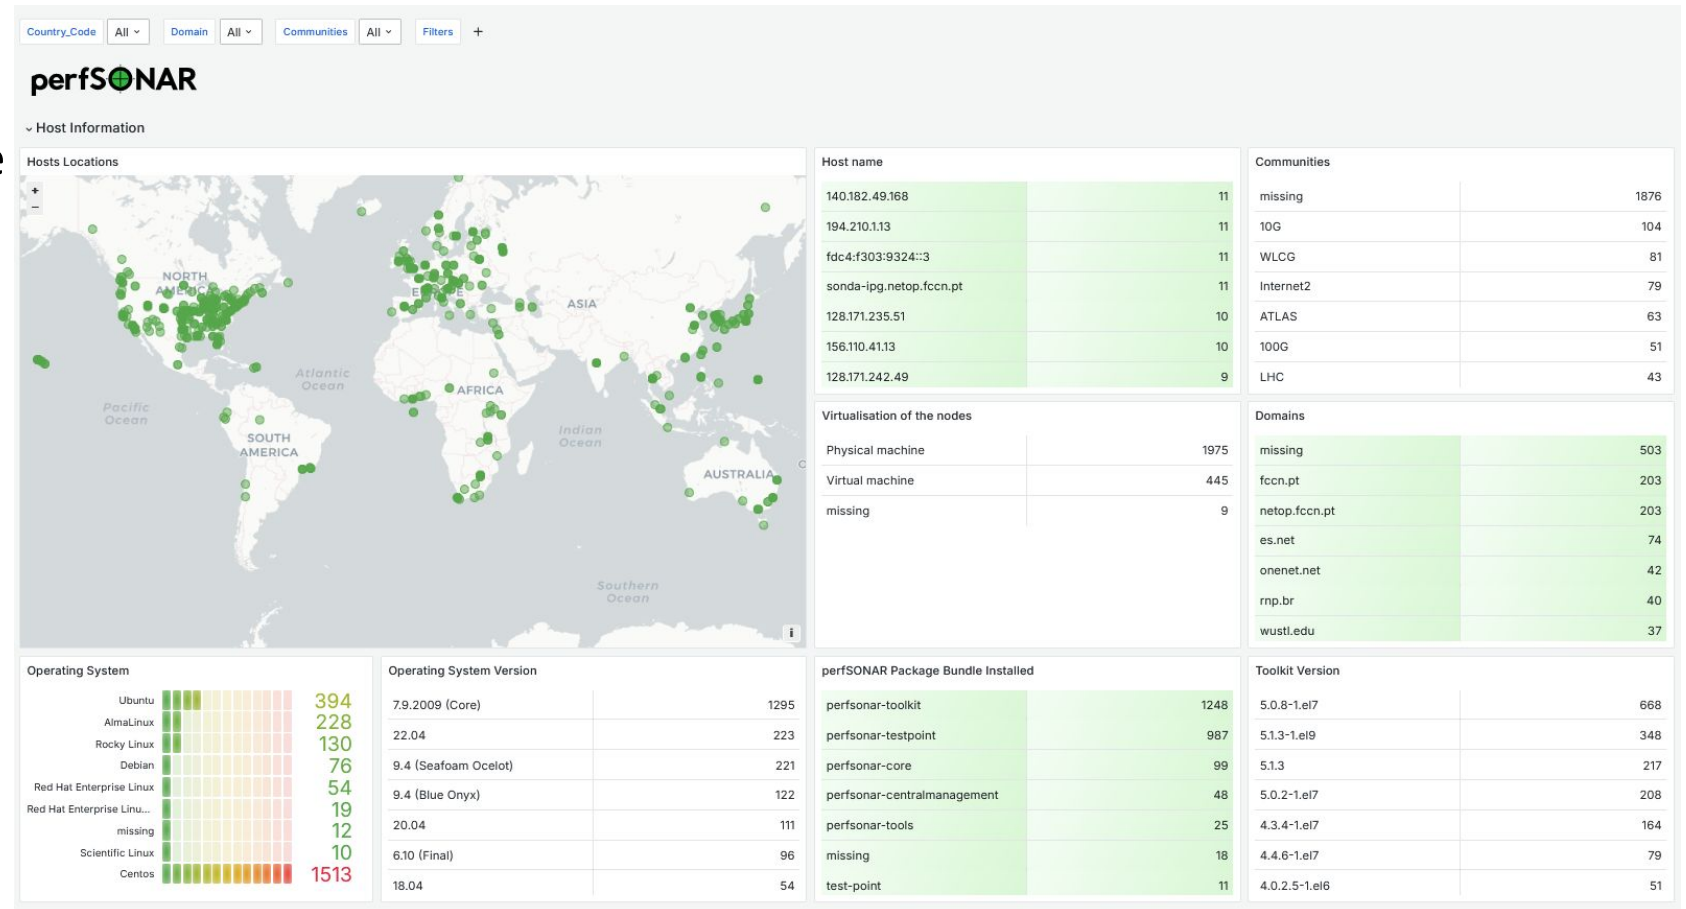 Country_Code All Domain All Communities All Filters +
perfSONAR
Host Information
Hosts Locations
+
−
NORTH
AMERICA
EUROPE
ASIA
Atlantic
Ocean
AFRICA
Pacific
Ocean
Indian
Ocean
SOUTH
AMERICA
AUSTRALIA
Southern
Ocean
i
Host name
140.182.49.168 11
194.210.1.13 11
fdc4:f303:9324::3 11
sonda-ipg.netop.fccn.pt 11
128.171.235.51 10
156.110.41.13 10
128.171.242.49 9
Communities
missing 1876
10G 104
WLCG 81
Internet2 79
ATLAS 63
100G 51
LHC 43
Virtualisation of the nodes
Physical machine 1975
Virtual machine 445
missing 9
Domains
missing 503
fccn.pt 203
netop.fccn.pt 203
es.net 74
onenet.net 42
rnp.br 40
wustl.edu 37
Operating System
Ubuntu 394
AlmaLinux 228
Rocky Linux 130
Debian 76
Red Hat Enterprise Linux 54
Red Hat Enterprise Linu... 19
missing 12
Scientific Linux 10
Centos 1513
Operating System Version
7.9.2009 (Core) 1295
22.04 223
9.4 (Seafoam Ocelot) 221
9.4 (Blue Onyx) 122
20.04 111
6.10 (Final) 96
18.04 54
perfSONAR Package Bundle Installed
perfsonar-toolkit 1248
perfsonar-testpoint 987
perfsonar-core 99
perfsonar-centralmanagement 48
perfsonar-tools 25
missing 18
test-point 11
Toolkit Version
5.0.8-1.el7 668
5.1.3-1.el9 348
5.1.3 217
5.0.2-1.el7 208
4.3.4-1.el7 164
4.4.6-1.el7 79
4.0.2.5-1.el6 51